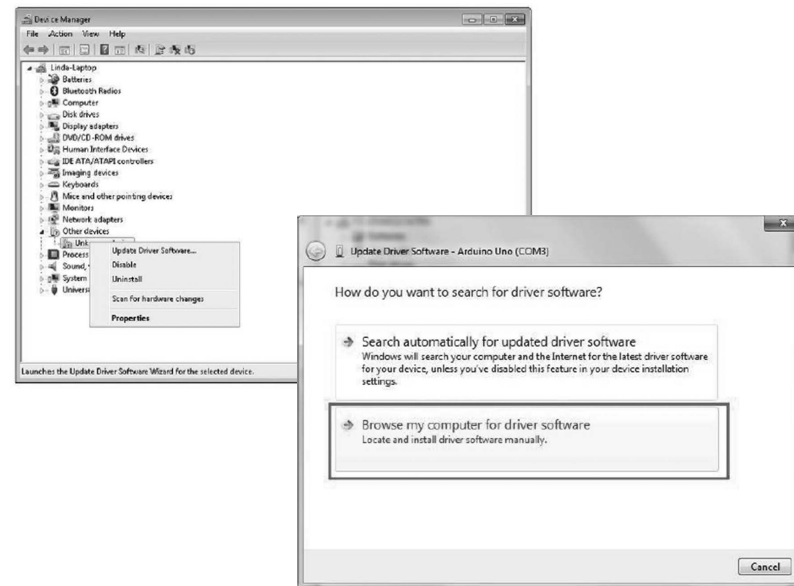 Device Manager
File Action View Help
Linda-Laptop
Batteries
Bluetooth Radios
Computer
Disk drives
Display adapters
DVD/CD-ROM drives
Human Interface Devices
IDE ATA/ATAPI controllers
Imaging devices
Keyboards
Mice and other pointing devices
Monitors
Network adapters
Other devices
Unk
Process
Sound,
System
Univers
Update Driver Software...
Disable
Uninstall
Scan for hardware changes
Properties
Launches the Update Driver Software Wizard for the selected device.
Update Driver Software - Arduino Uno (COM3)
How do you want to search for driver software?
Search automatically for updated driver software
Windows will search your computer and the Internet for the latest driver software
for your device, unless you've disabled this feature in your device installation
settings.
Browse my computer for driver software
Locate and install driver software manually.
Cancel